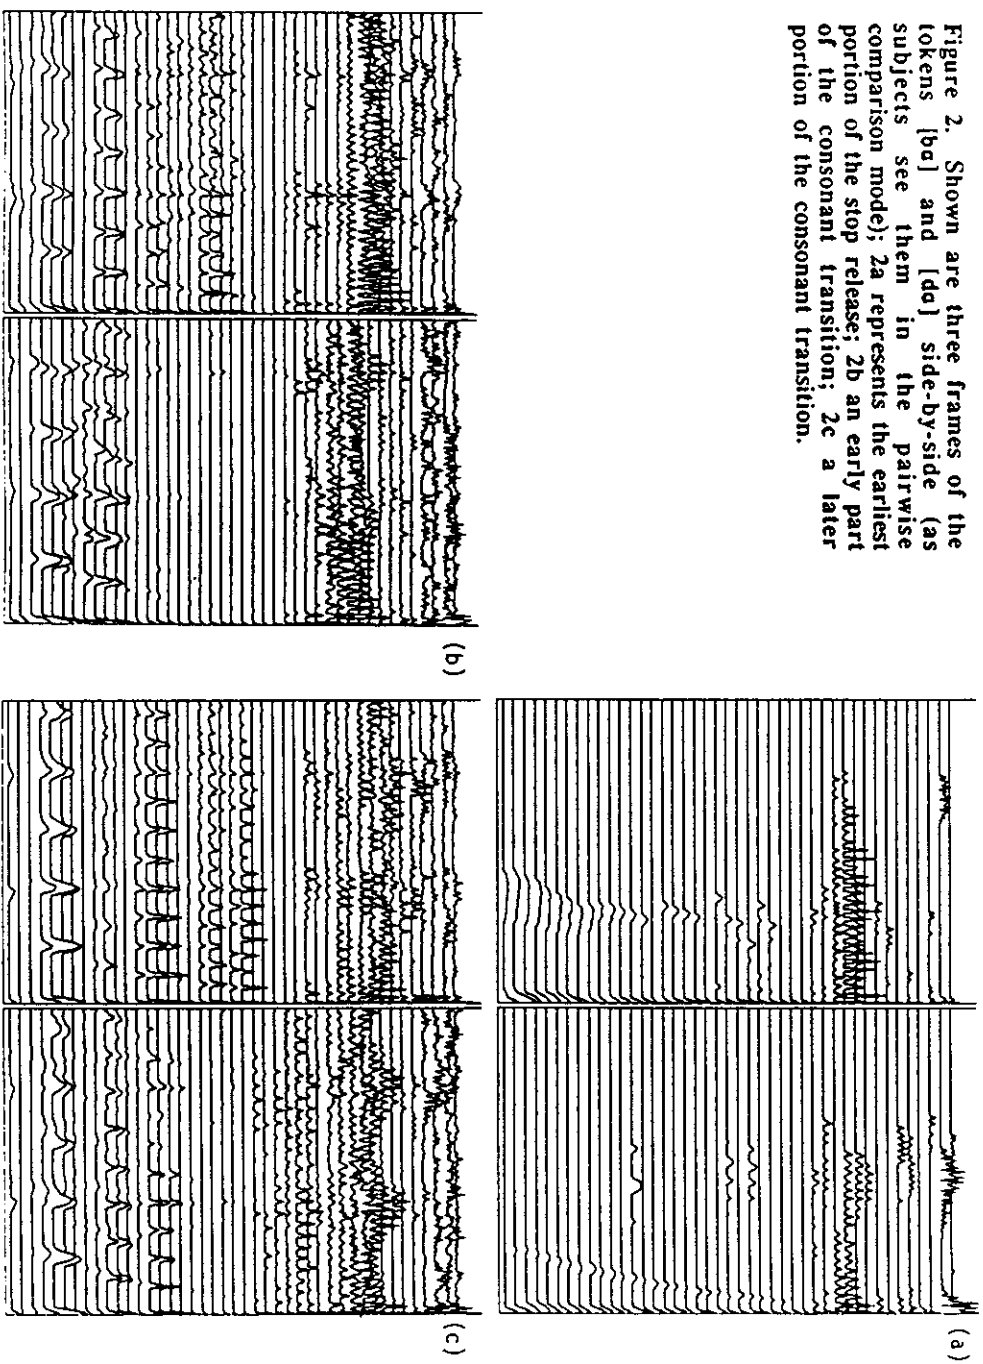 Figure 2. Shown are three frames of the
tokens [bɑ] and [dɑ] side-by-side (as
subjects see them in the pairwise
comparison mode); 2a represents the earliest
portion of the stop release; 2b an early part
of the consonant transition; 2c a later
portion of the consonant transition.
(a)
(b)
(c)